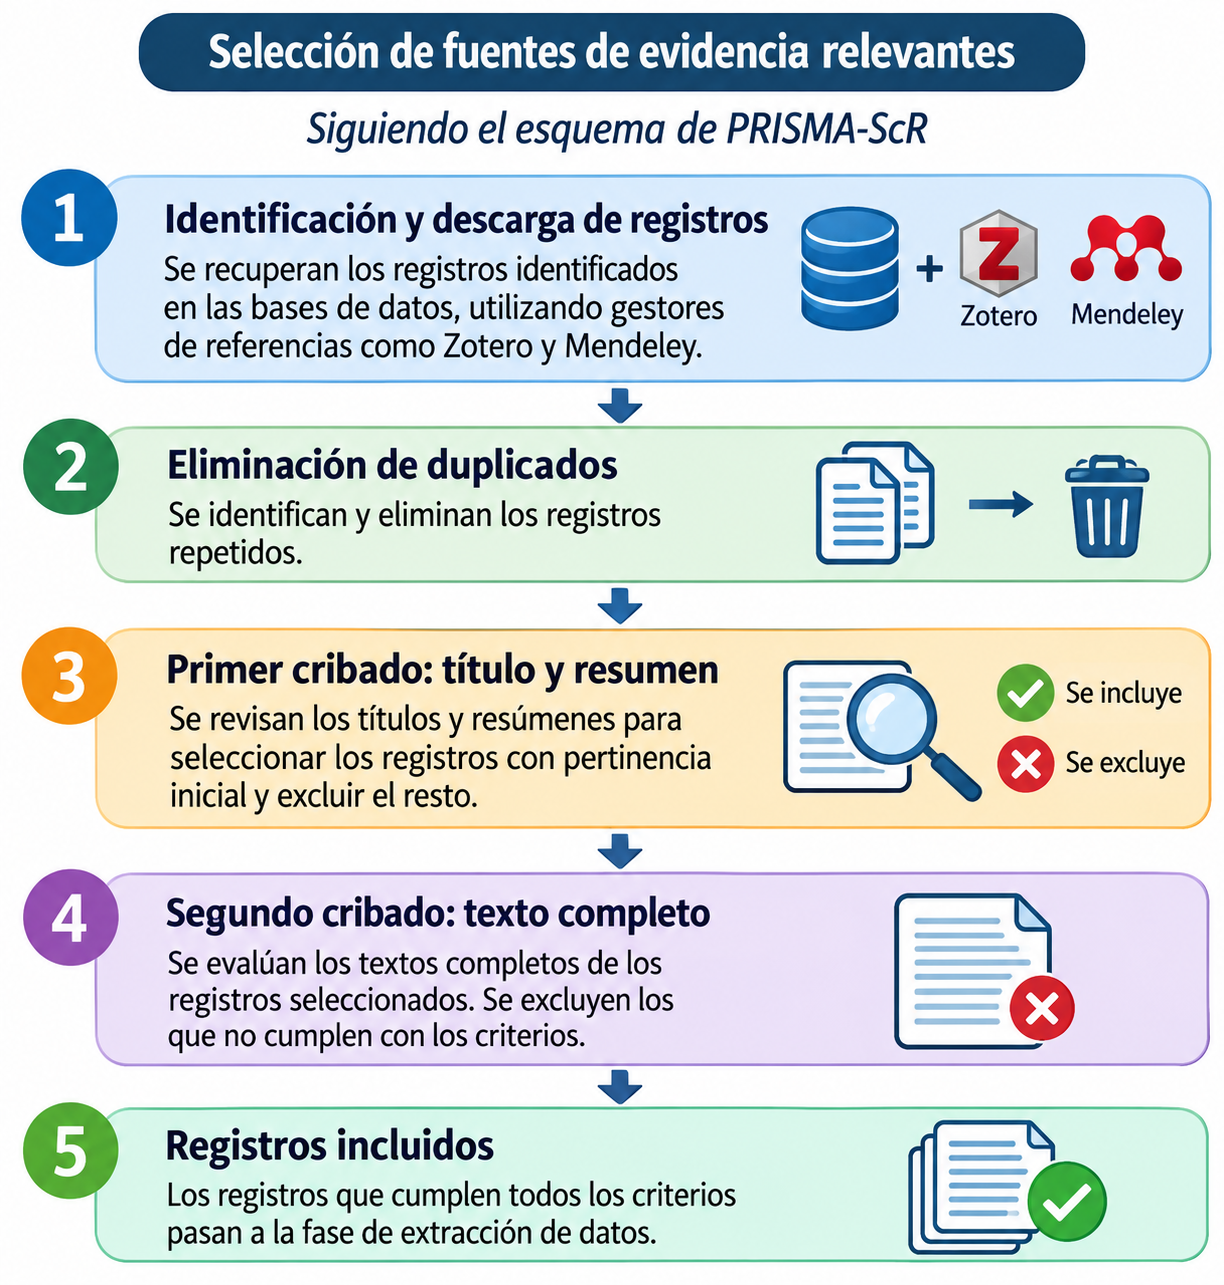 Selección de fuentes de evidencia relevantes
Siguiendo el esquema de PRISMA-ScR
1
Identificación y descarga de registros
Se recuperan los registros identificados
en las bases de datos, utilizando gestores
de referencias como Zotero y Mendeley.
+
Z
Zotero
Mendeley
2
Eliminación de duplicados
Se identifican y eliminan los registros
repetidos.
3
Primer cribado: título y resumen
Se revisan los títulos y resúmenes para
seleccionar los registros con pertinencia
inicial y excluir el resto.
Se incluye
Se excluye
4
Segundo cribado: texto completo
Se evalúan los textos completos de los
registros seleccionados. Se excluyen los
que no cumplen con los criterios.
5
Registros incluidos
Los registros que cumplen todos los criterios
pasan a la fase de extracción de datos.